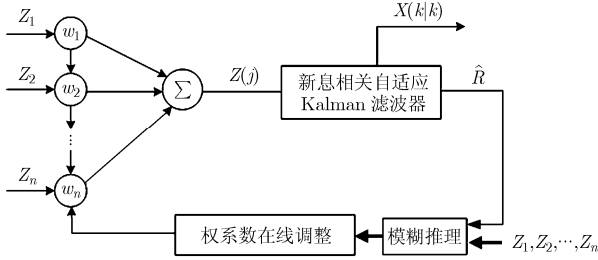 Z₁
w₁
Z₂
w₂
⋮
Zₙ
wₙ
Σ
Z(j)
新息相关自适应
Kalman 滤波器
X(k|k)
R̂
权系数在线调整
模糊推理
Z₁,Z₂,⋯,Zₙ